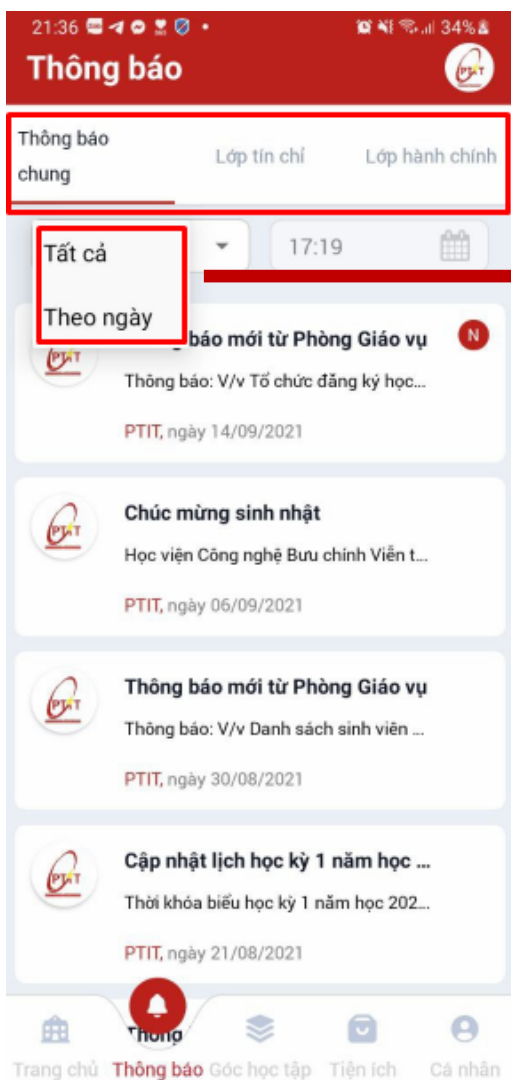 21:36
34%
Thông báo
PTIT
Thông báo
chung
Lớp tín chỉ
Lớp hành chính
Tất cả
17:19
Theo ngày
báo mới từ Phòng Giáo vụ
N
PTIT
Thông báo: V/v Tổ chức đăng ký học...
PTIT, ngày 14/09/2021
Chúc mừng sinh nhật
PTIT
Học viện Công nghệ Bưu chính Viễn t...
PTIT, ngày 06/09/2021
Thông báo mới từ Phòng Giáo vụ
PTIT
Thông báo: V/v Danh sách sinh viên ...
PTIT, ngày 30/08/2021
Cập nhật lịch học kỳ 1 năm học ...
PTIT
Thời khóa biểu học kỳ 1 năm học 202...
PTIT, ngày 21/08/2021
Trang chủ
Thông báo
Góc học tập
Tiện ích
Cá nhân